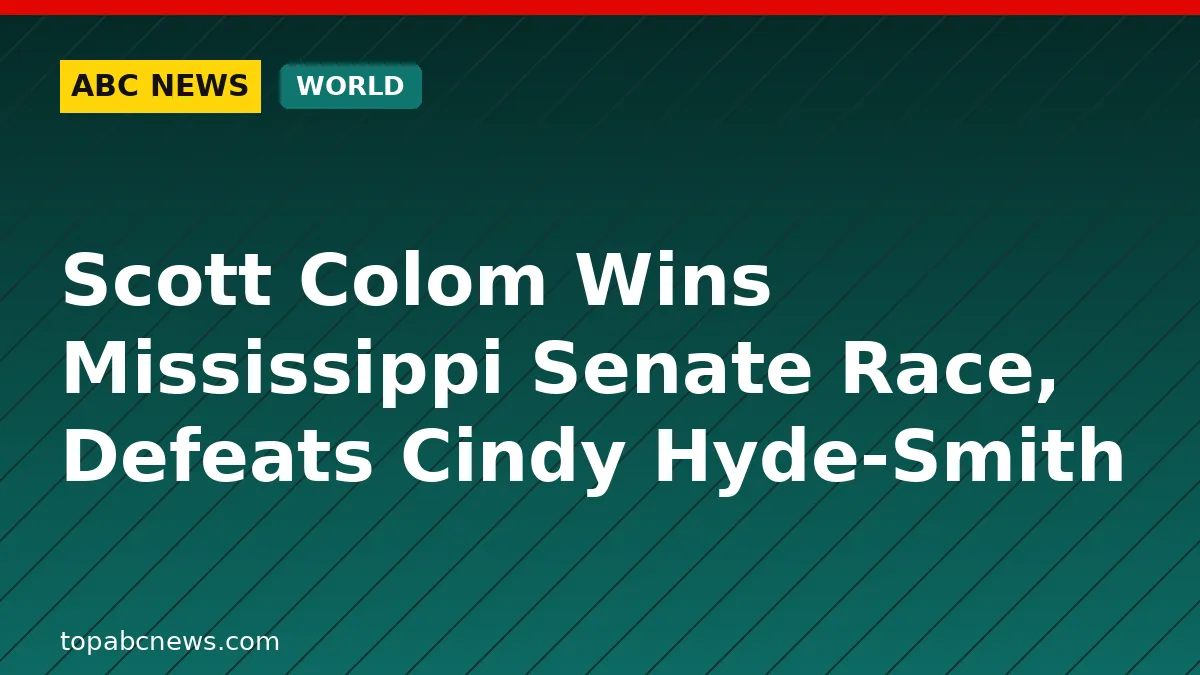 ABC NEWS
WORLD
Scott Colom Wins
Mississippi Senate Race,
Defeats Cindy Hyde-Smith
topabcnews.com